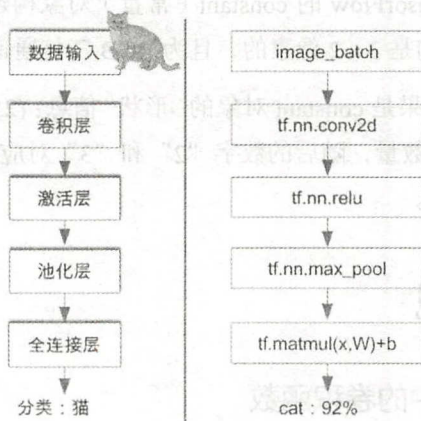 数据输入
卷积层
激活层
池化层
全连接层
分类：猫
image_batch
tf.nn.conv2d
tf.nn.relu
tf.nn.max_pool
tf.matmul(x,W)+b
cat : 92%